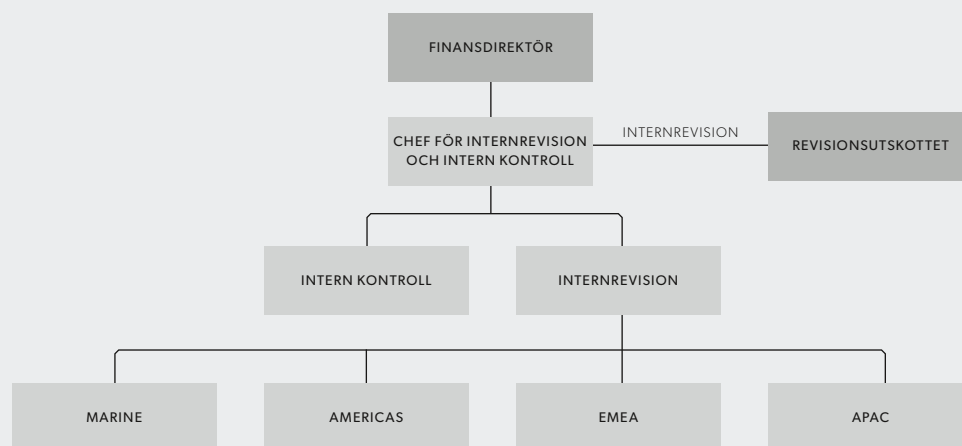 FINANSDIREKTÖR
CHEF FÖR INTERNREVISION
OCH INTERN KONTROLL
INTERNREVISION
REVISIONSUTSKOTTET
INTERN KONTROLL
INTERNREVISION
MARINE
AMERICAS
EMEA
APAC